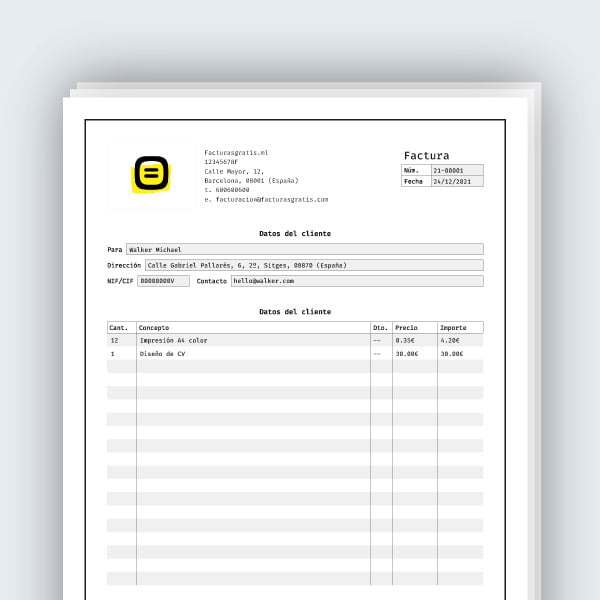 Facturasgratis.nl
12345678F
Calle Mayor, 12,
Barcelona, 08001 (España)
t. 600600600
e. facturacion@facturasgratis.com
Factura
Núm. 21-00001
Fecha 24/12/2021
Datos del cliente
Para Walker Michael
Dirección Calle Gabriel Pallarés, 6, 2º, Sitges, 08870 (España)
NIF/CIF 00000000V Contacto hello@walker.com
Datos del cliente
Cant. Concepto Dto. Precio Importe
12 Impresión A4 color -- 0.35€ 4.20€
1 Diseño de CV -- 30.00€ 30.00€